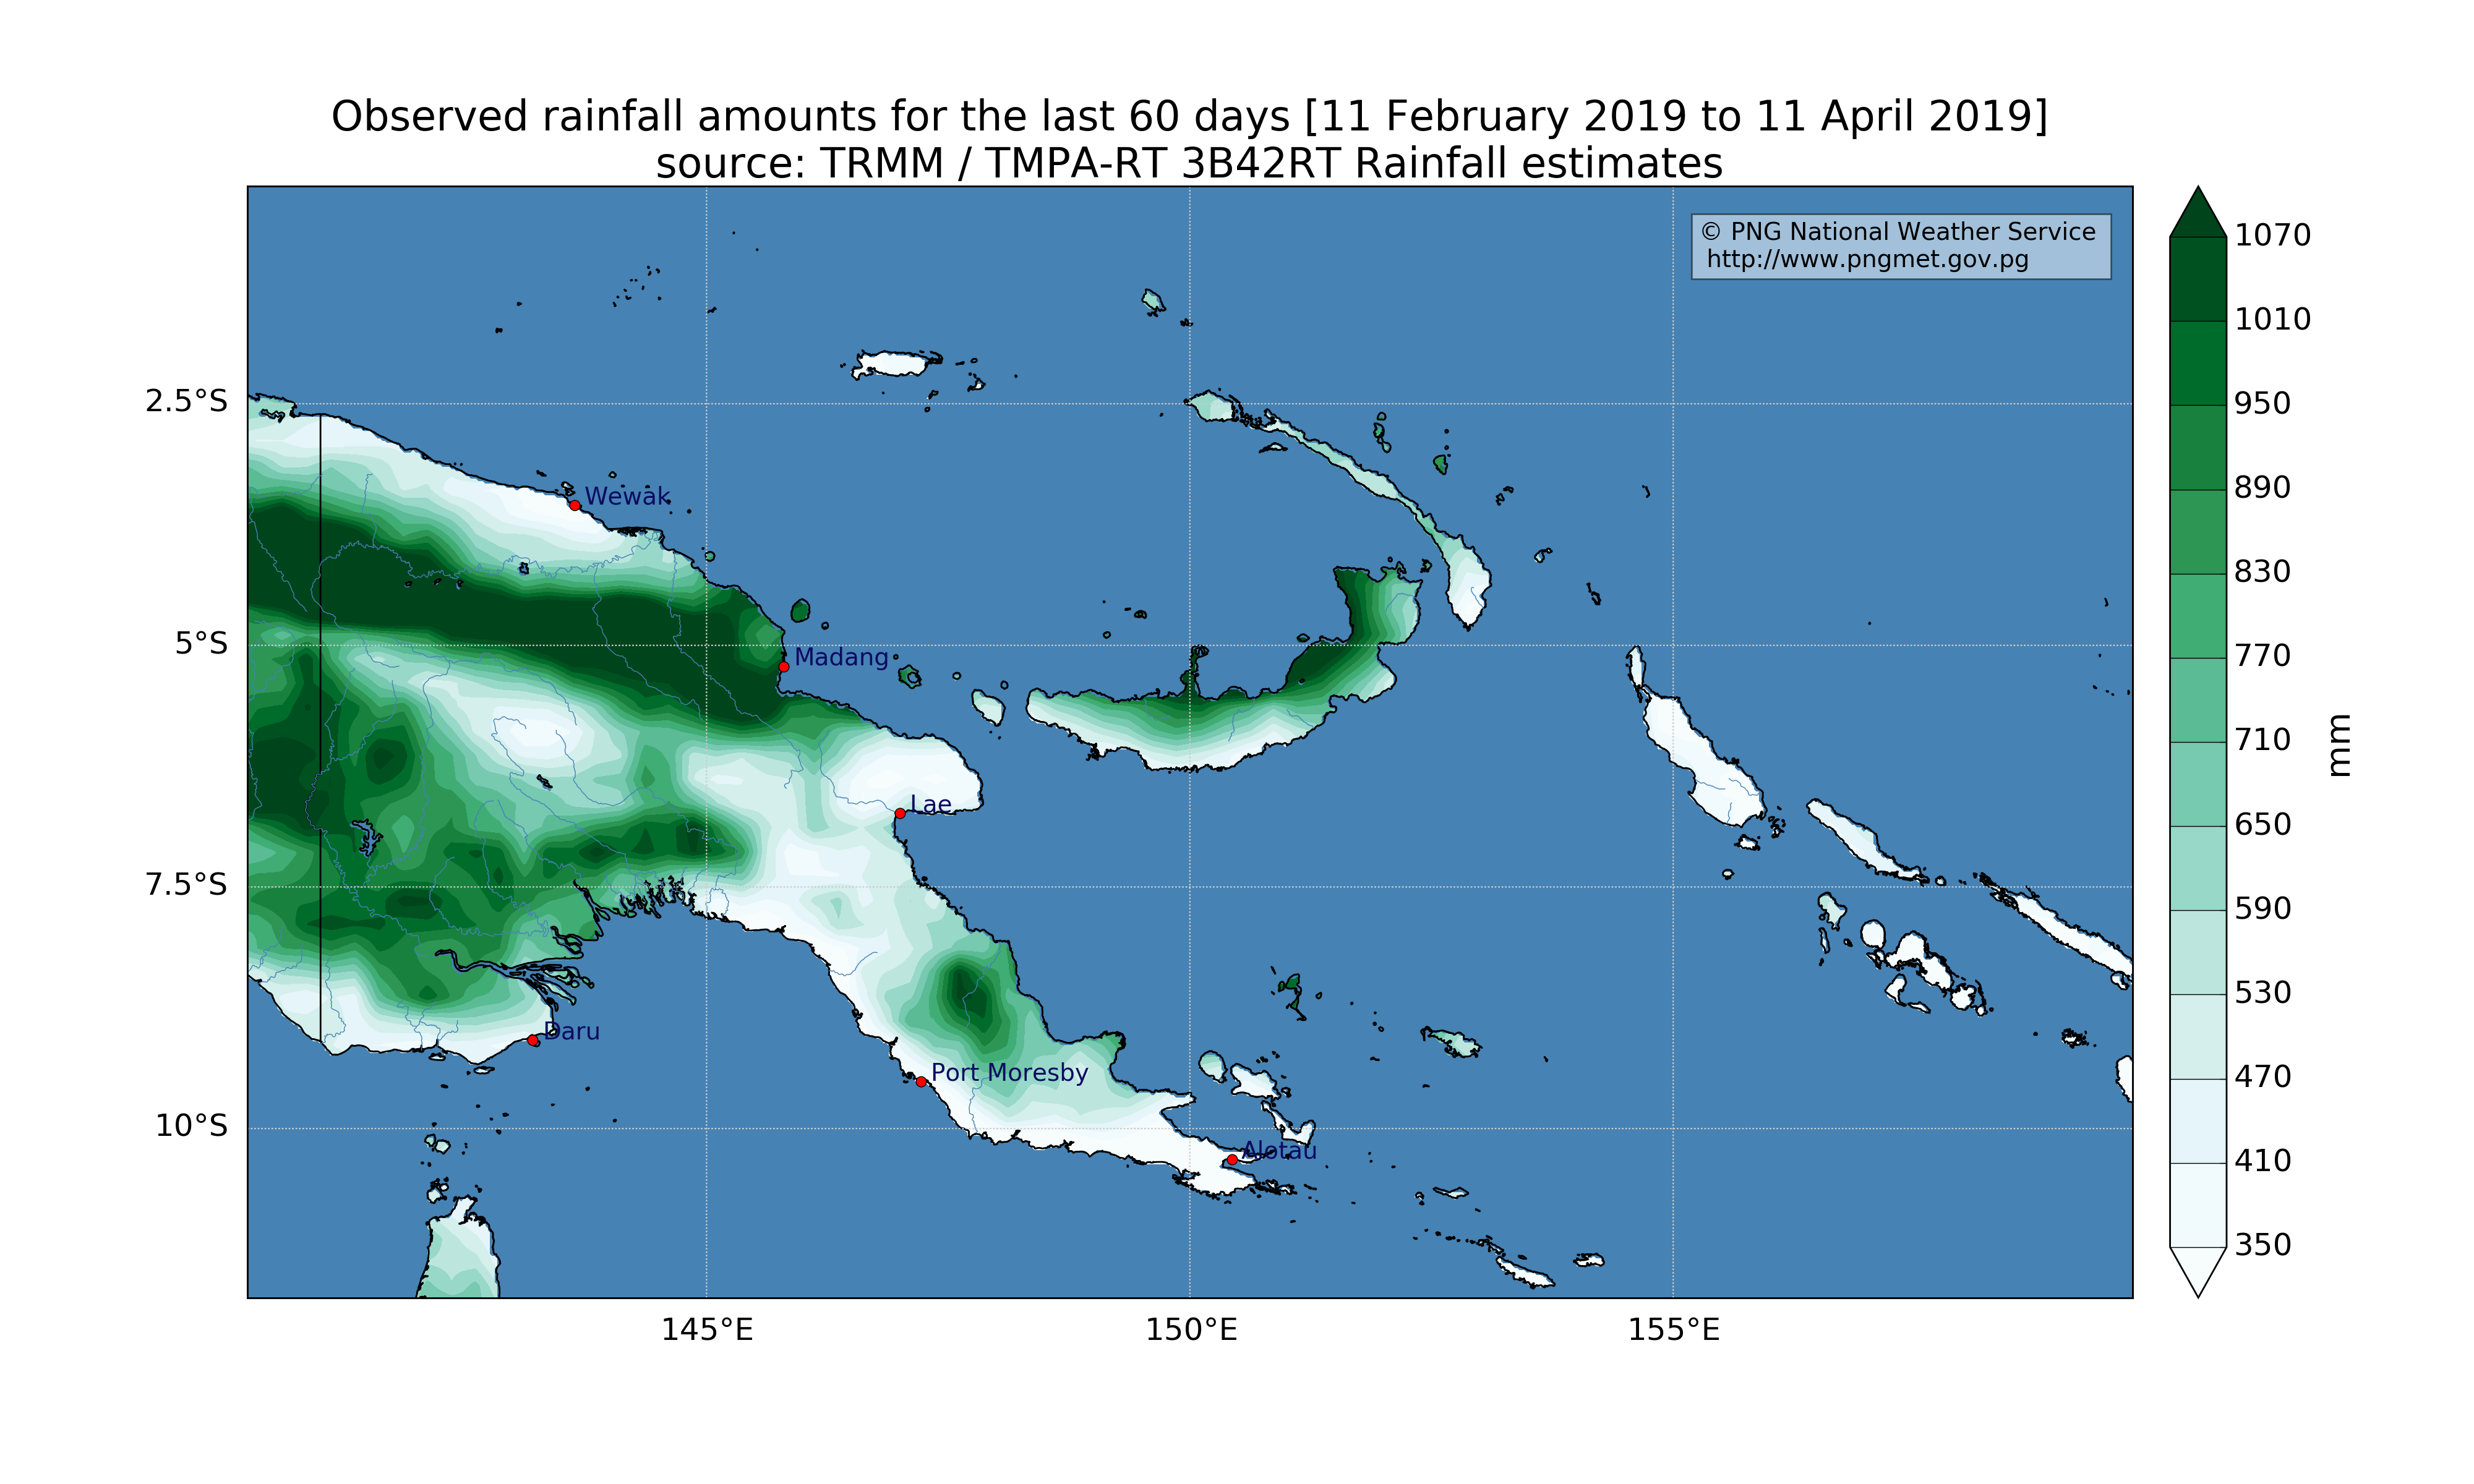 Observed rainfall amounts for the last 60 days [11 February 2019 to 11 April 2019]
source: TRMM / TMPA-RT 3B42RT Rainfall estimates
© PNG National Weather Service
http://www.pngmet.gov.pg
1070
1010
950
890
830
770
710
650
590
530
470
410
350
mm
2.5°S
5°S
7.5°S
10°S
Wewak
Madang
Lae
Daru
Port Moresby
Alotau
145°E
150°E
155°E